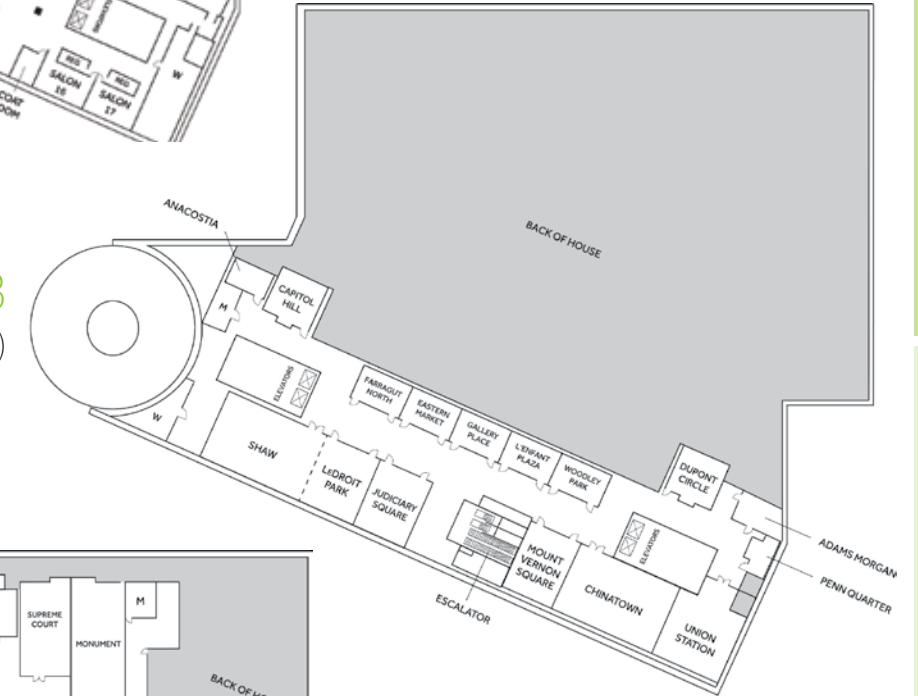 REG
SALON
16
REG
SALON
17
W
COAT
ANACOSTIA
BACK OF HOUSE
CAPITOL
HILL
M
ELEVATORS
FARRAGUT
NORTH
EASTERN
MARKET
GALLERY
PLACE
L'ENFANT
PLAZA
WOODLEY
PARK
W
SHAW
LEDROIT
PARK
JUDICIARY
SQUARE
DUPONT
CIRCLE
ELEVATORS
ADAMS MORGAN
PENN QUARTER
MOUNT
VERNON
SQUARE
CHINATOWN
UNION
STATION
ESCALATOR
SUPREME
COURT
MONUMENT
M
BACK OF